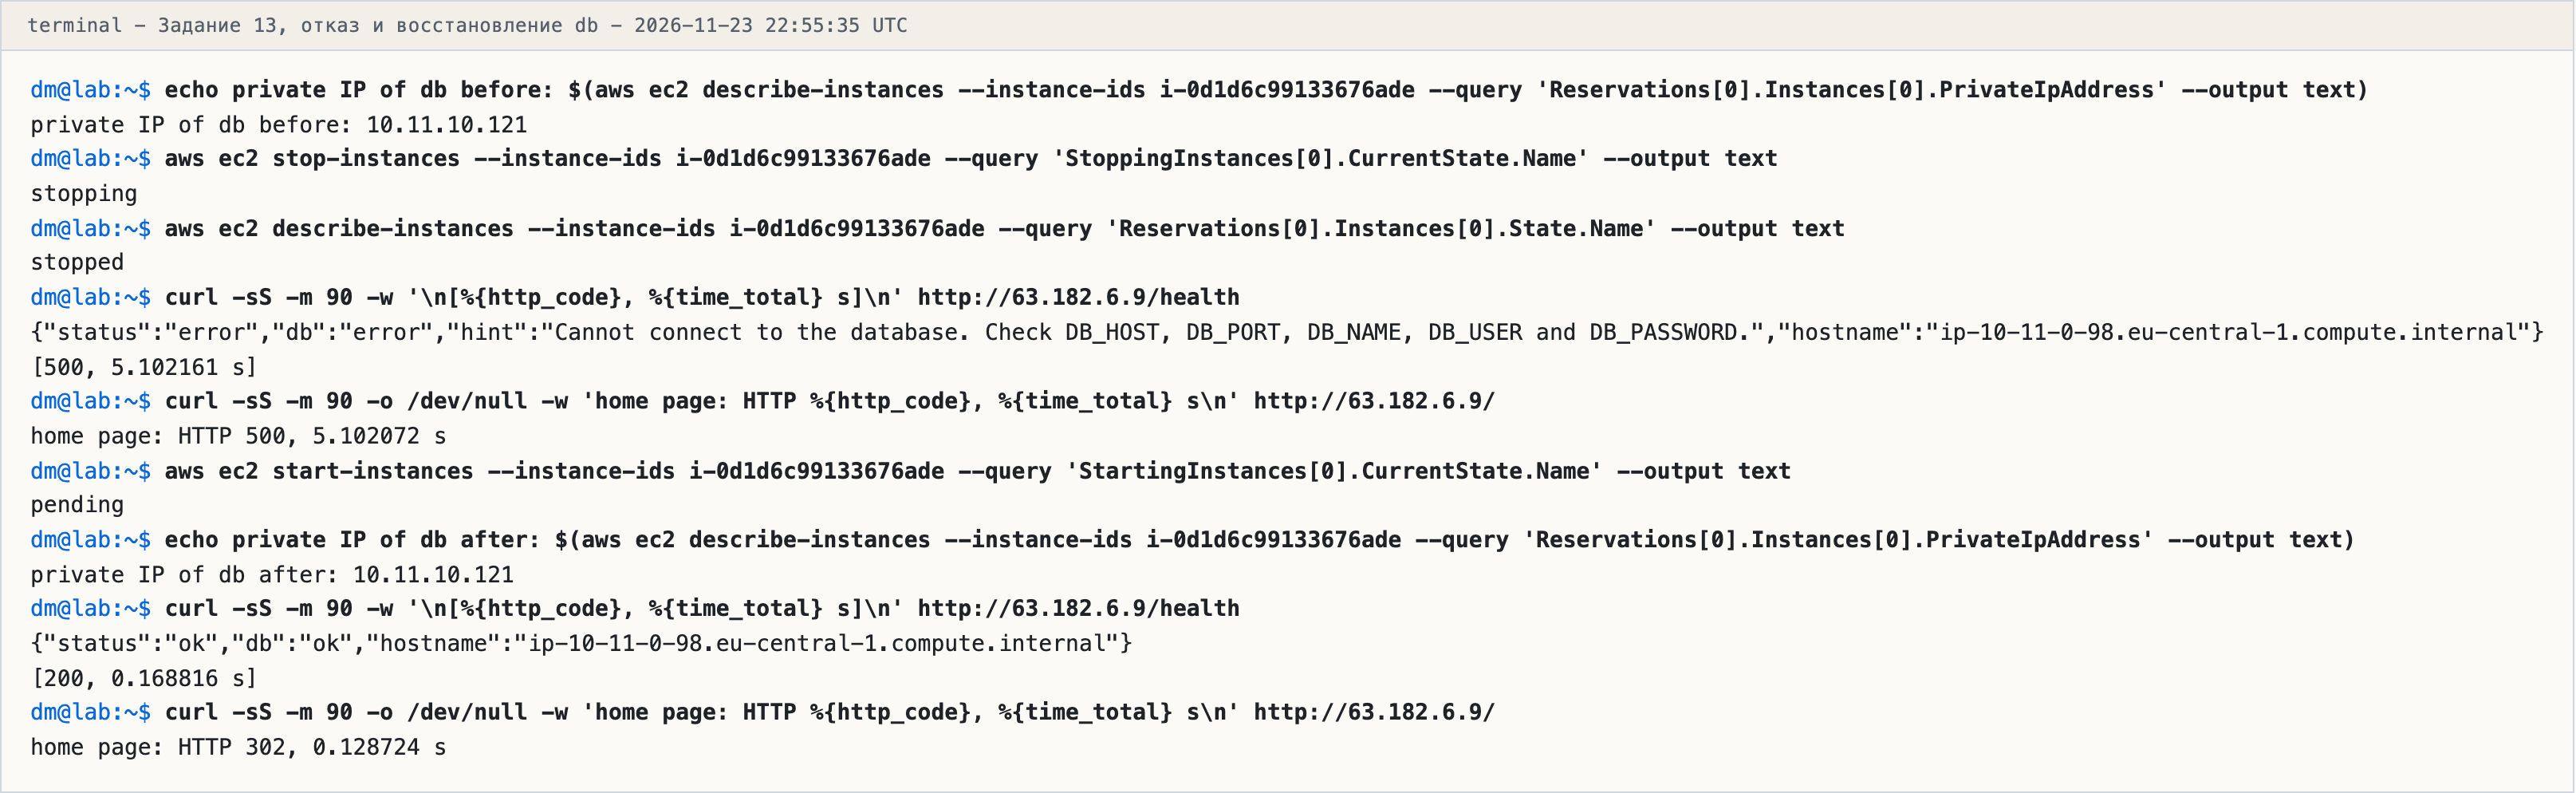 terminal — Задание 13, отказ и восстановление db — 2026-11-23 22:55:35 UTC
dm@lab:~$ echo private IP of db before: $(aws ec2 describe-instances --instance-ids i-0d1d6c99133676ade --query 'Reservations[0].Instances[0].PrivateIpAddress' --output text)
private IP of db before: 10.11.10.121
dm@lab:~$ aws ec2 stop-instances --instance-ids i-0d1d6c99133676ade --query 'StoppingInstances[0].CurrentState.Name' --output text
stopping
dm@lab:~$ aws ec2 describe-instances --instance-ids i-0d1d6c99133676ade --query 'Reservations[0].Instances[0].State.Name' --output text
stopped
dm@lab:~$ curl -sS -m 90 -w '\n[%{http_code}, %{time_total} s]\n' http://63.182.6.9/health
{"status":"error","db":"error","hint":"Cannot connect to the database. Check DB_HOST, DB_PORT, DB_NAME, DB_USER and DB_PASSWORD.","hostname":"ip-10-11-0-98.eu-central-1.compute.internal"}
[500, 5.102161 s]
dm@lab:~$ curl -sS -m 90 -o /dev/null -w 'home page: HTTP %{http_code}, %{time_total} s\n' http://63.182.6.9/
home page: HTTP 500, 5.102072 s
dm@lab:~$ aws ec2 start-instances --instance-ids i-0d1d6c99133676ade --query 'StartingInstances[0].CurrentState.Name' --output text
pending
dm@lab:~$ echo private IP of db after: $(aws ec2 describe-instances --instance-ids i-0d1d6c99133676ade --query 'Reservations[0].Instances[0].PrivateIpAddress' --output text)
private IP of db after: 10.11.10.121
dm@lab:~$ curl -sS -m 90 -w '\n[%{http_code}, %{time_total} s]\n' http://63.182.6.9/health
{"status":"ok","db":"ok","hostname":"ip-10-11-0-98.eu-central-1.compute.internal"}
[200, 0.168816 s]
dm@lab:~$ curl -sS -m 90 -o /dev/null -w 'home page: HTTP %{http_code}, %{time_total} s\n' http://63.182.6.9/
home page: HTTP 302, 0.128724 s